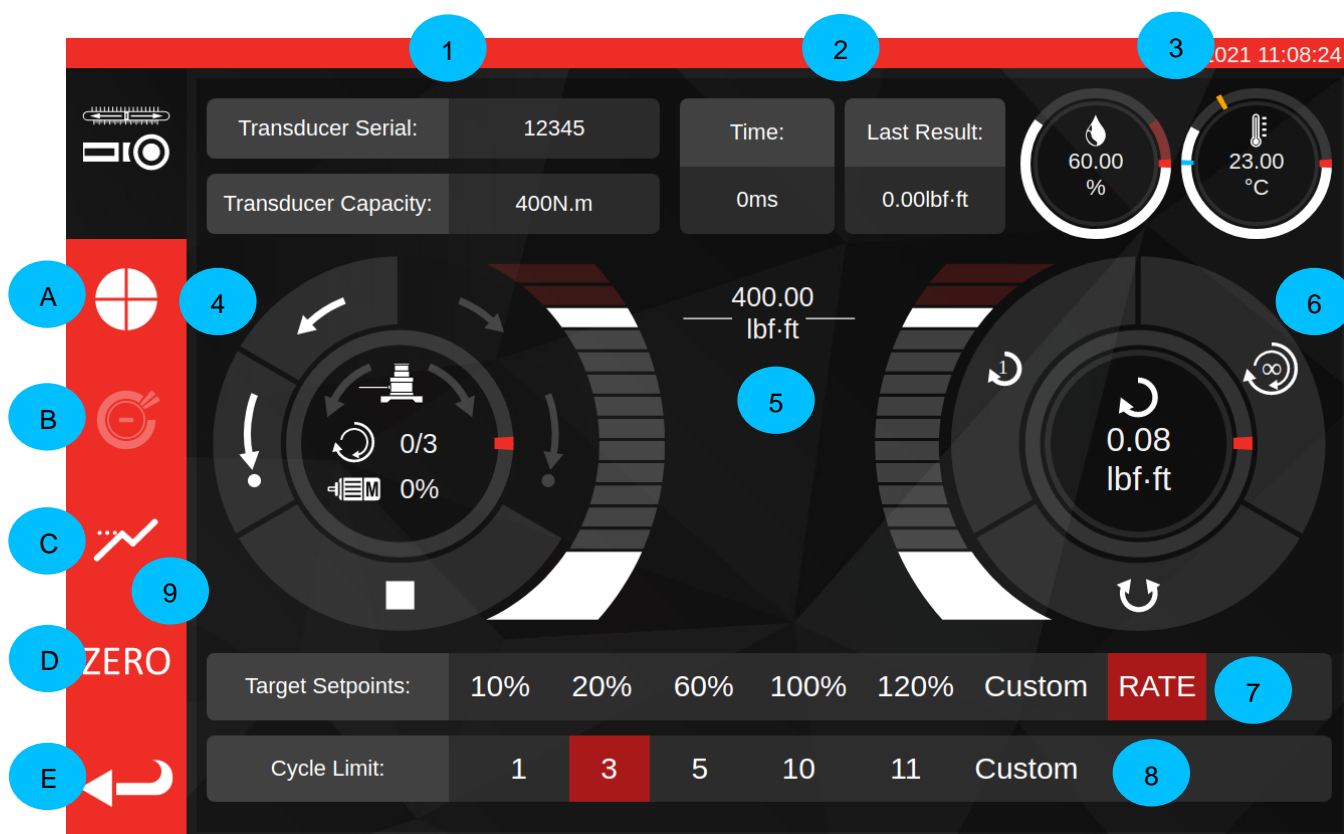 1
2
3
2021 11:08:24
Transducer Serial: 12345
Time:
Last Result:
60.00
%
23.00
°C
Transducer Capacity: 400N.m
0ms
0.00lbf·ft
A
4
400.00
lbf·ft
6
1
∞
5
B
0/3
0.08
lbf·ft
M 0%
C
9
D
ZERO
Target Setpoints: 10% 20% 60% 100% 120% Custom RATE 7
E
Cycle Limit: 1 3 5 10 11 Custom 8